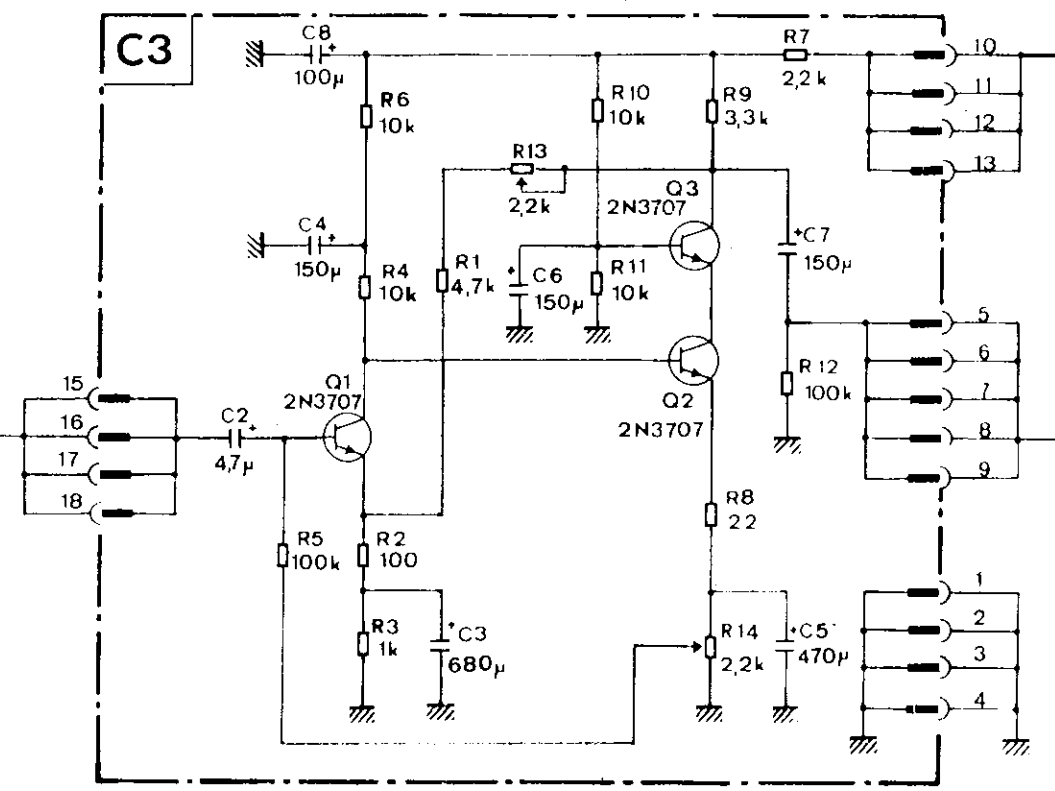 C3
C8
+
100µ
R7
2,2k
10
11
12
13
R6
10k
R10
10k
R9
3,3k
R13
2,2k
Q3
2N3707
C4
+
150µ
R4
10k
R1
4,7k
+
C6
150µ
R11
10k
+C7
150µ
5
6
7
8
9
15
16
17
18
C2
+
4,7µ
Q1
2N3707
Q2
2N3707
R12
100k
R5
100k
R2
100
R8
22
R3
1k
+C3
680µ
R14
2,2k
+C5
470µ
1
2
3
4